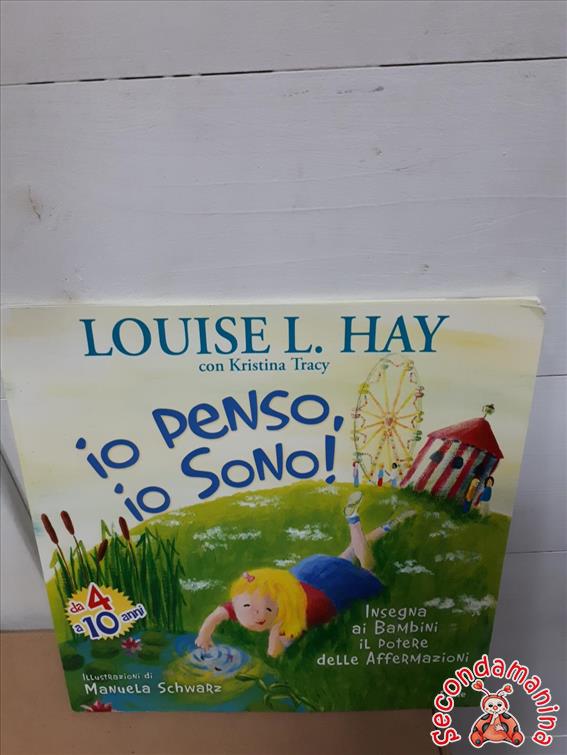 LOUISE L. HAY
con Kristina Tracy
io penso,
io sono!
da 4
a 10 anni
Insegna
ai Bambini
il potere
delle Affermazioni
Illustrazioni di
Manuela Schwarz
Secondamanina